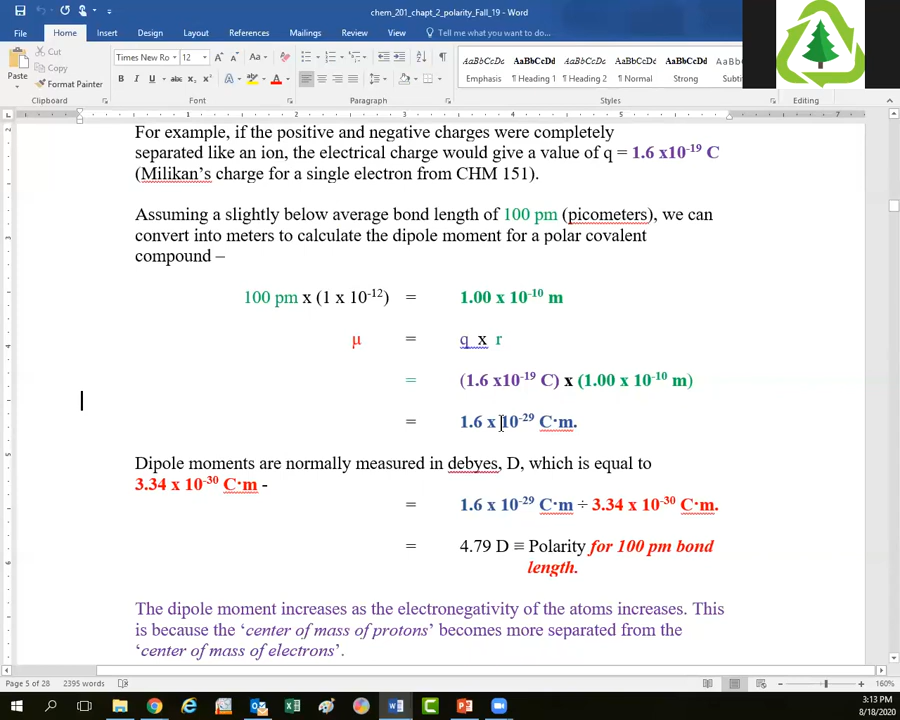 chem_201_chapt_2_polarity_Fall_19 - Word
File Home Insert Design Layout References Mailings Review View Tell me what you want to do...
Cut
Copy
Format Painter
Paste
Times New Ro 12
AaBbCcDc AaBbCc AaBbCcDc AaBbCcDc AaBbCc AaBbCcD
Emphasis ¶ Heading 1 ¶ Heading 2 ¶ Normal Strong Subti
Clipboard Font Paragraph Styles Editing
For example, if the positive and negative charges were completely
separated like an ion, the electrical charge would give a value of q = 1.6 x10⁻¹⁹ C
(Milikan's charge for a single electron from CHM 151).
Assuming a slightly below average bond length of 100 pm (picometers), we can
convert into meters to calculate the dipole moment for a polar covalent
compound –
100 pm x (1 x 10⁻¹²) = 1.00 x 10⁻¹⁰ m
μ = q x r
= (1.6 x10⁻¹⁹ C) x (1.00 x 10⁻¹⁰ m)
= 1.6 x 10⁻²⁹ C·m.
Dipole moments are normally measured in debyes, D, which is equal to
3.34 x 10⁻³⁰ C·m -
= 1.6 x 10⁻²⁹ C·m ÷ 3.34 x 10⁻³⁰ C·m.
= 4.79 D ≡ Polarity for 100 pm bond
length.
The dipole moment increases as the electronegativity of the atoms increases. This
is because the 'center of mass of protons' becomes more separated from the
'center of mass of electrons'.
Page 5 of 28 2395 words
160%
3:13 PM
8/18/2020